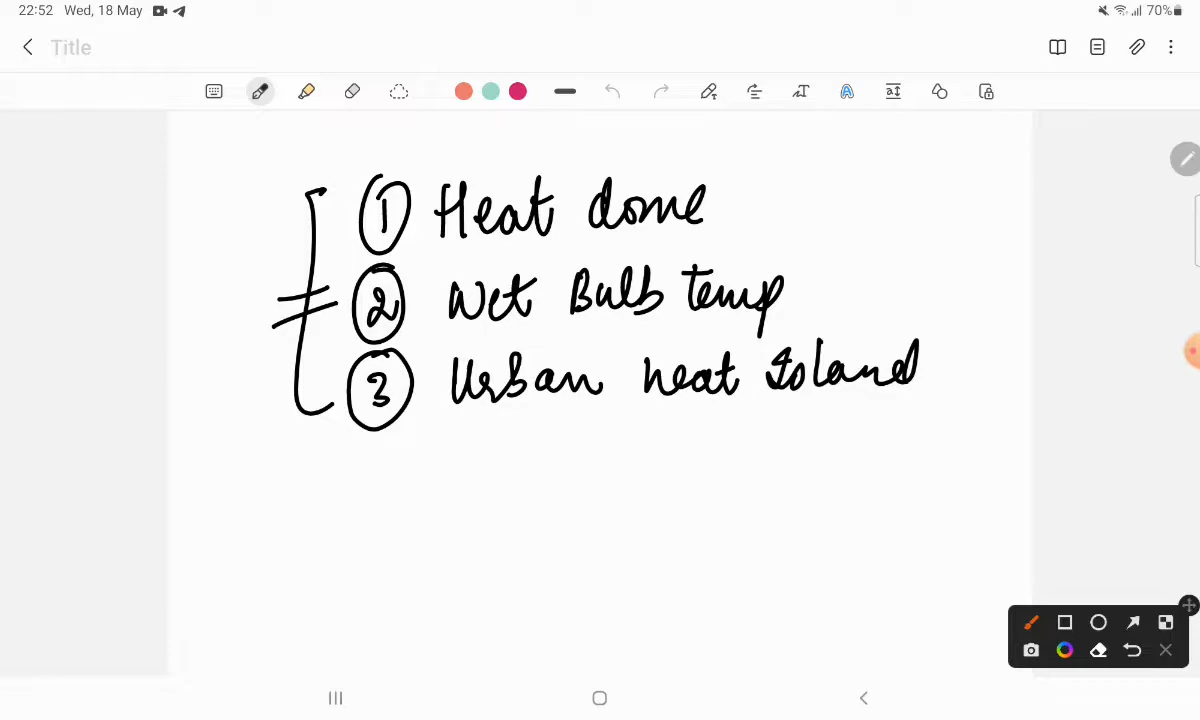 22:52 Wed, 18 May 70%
Title
① Heat dome
② Wet Bulb temp
③ Urban heat Island